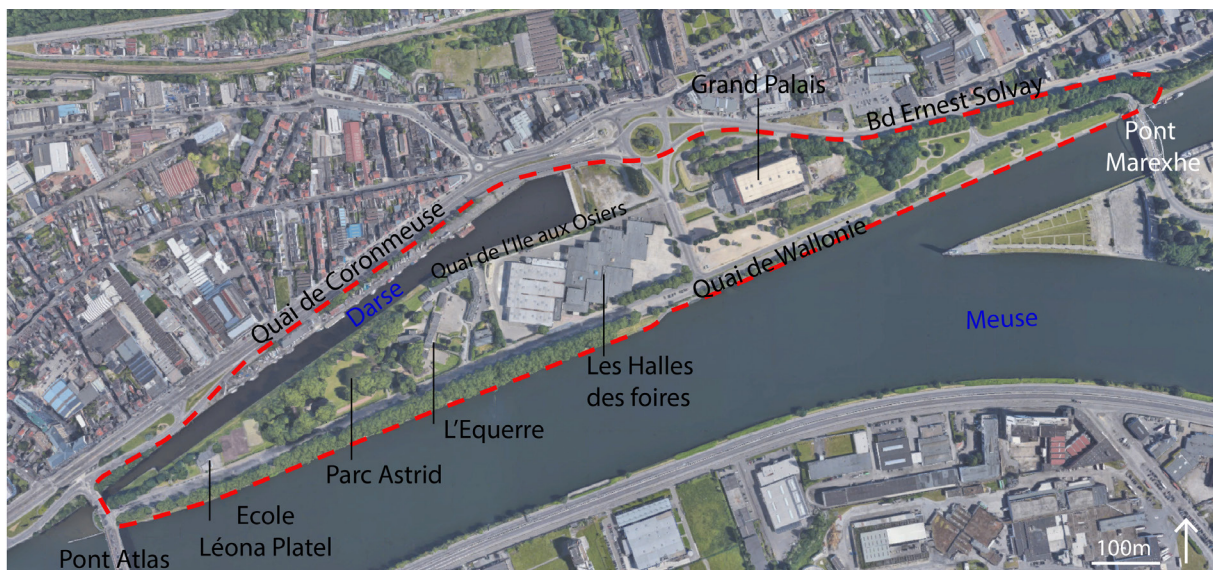 Grand Palais
Bd Ernest Solvay
Pont
Marexhe
Quai de Coronmeuse
Quai de l'Ile aux Osiers
Darse
Quai de Wallonie
Meuse
Les Halles
des foires
L'Equerre
Parc Astrid
Ecole
Léona Platel
Pont Atlas
100m